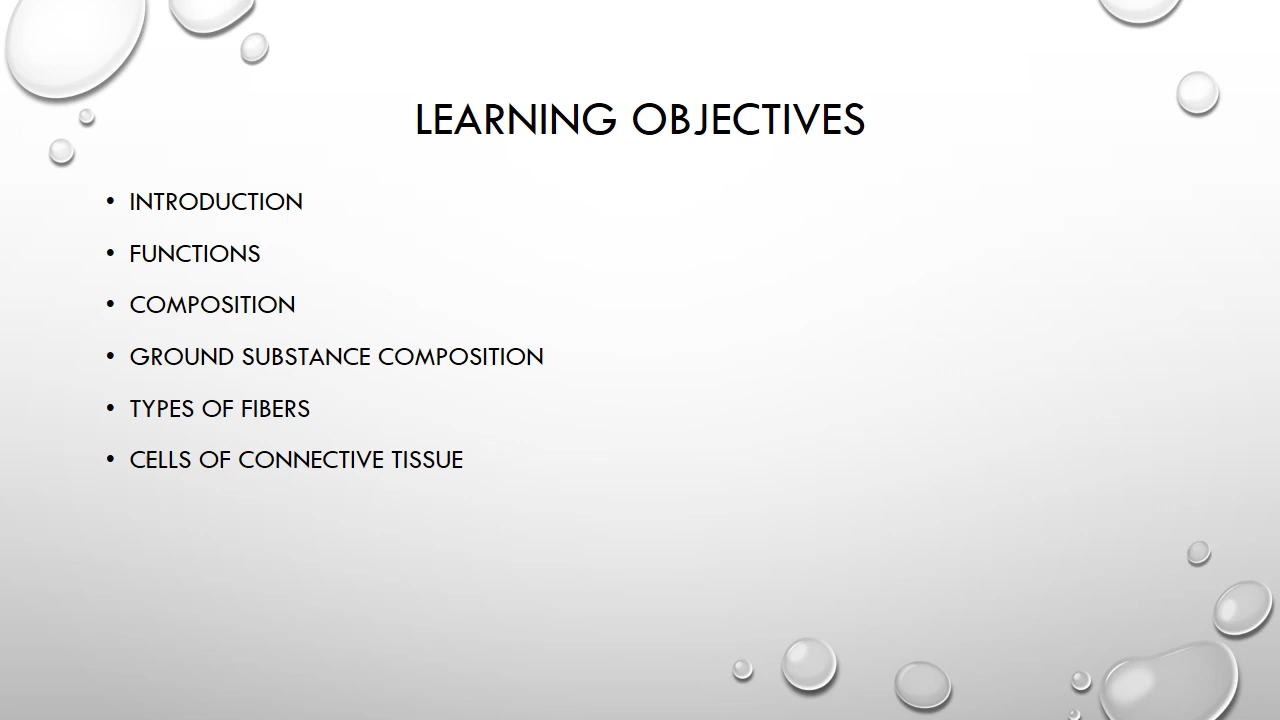 LEARNING OBJECTIVES
• INTRODUCTION
• FUNCTIONS
• COMPOSITION
• GROUND SUBSTANCE COMPOSITION
• TYPES OF FIBERS
• CELLS OF CONNECTIVE TISSUE